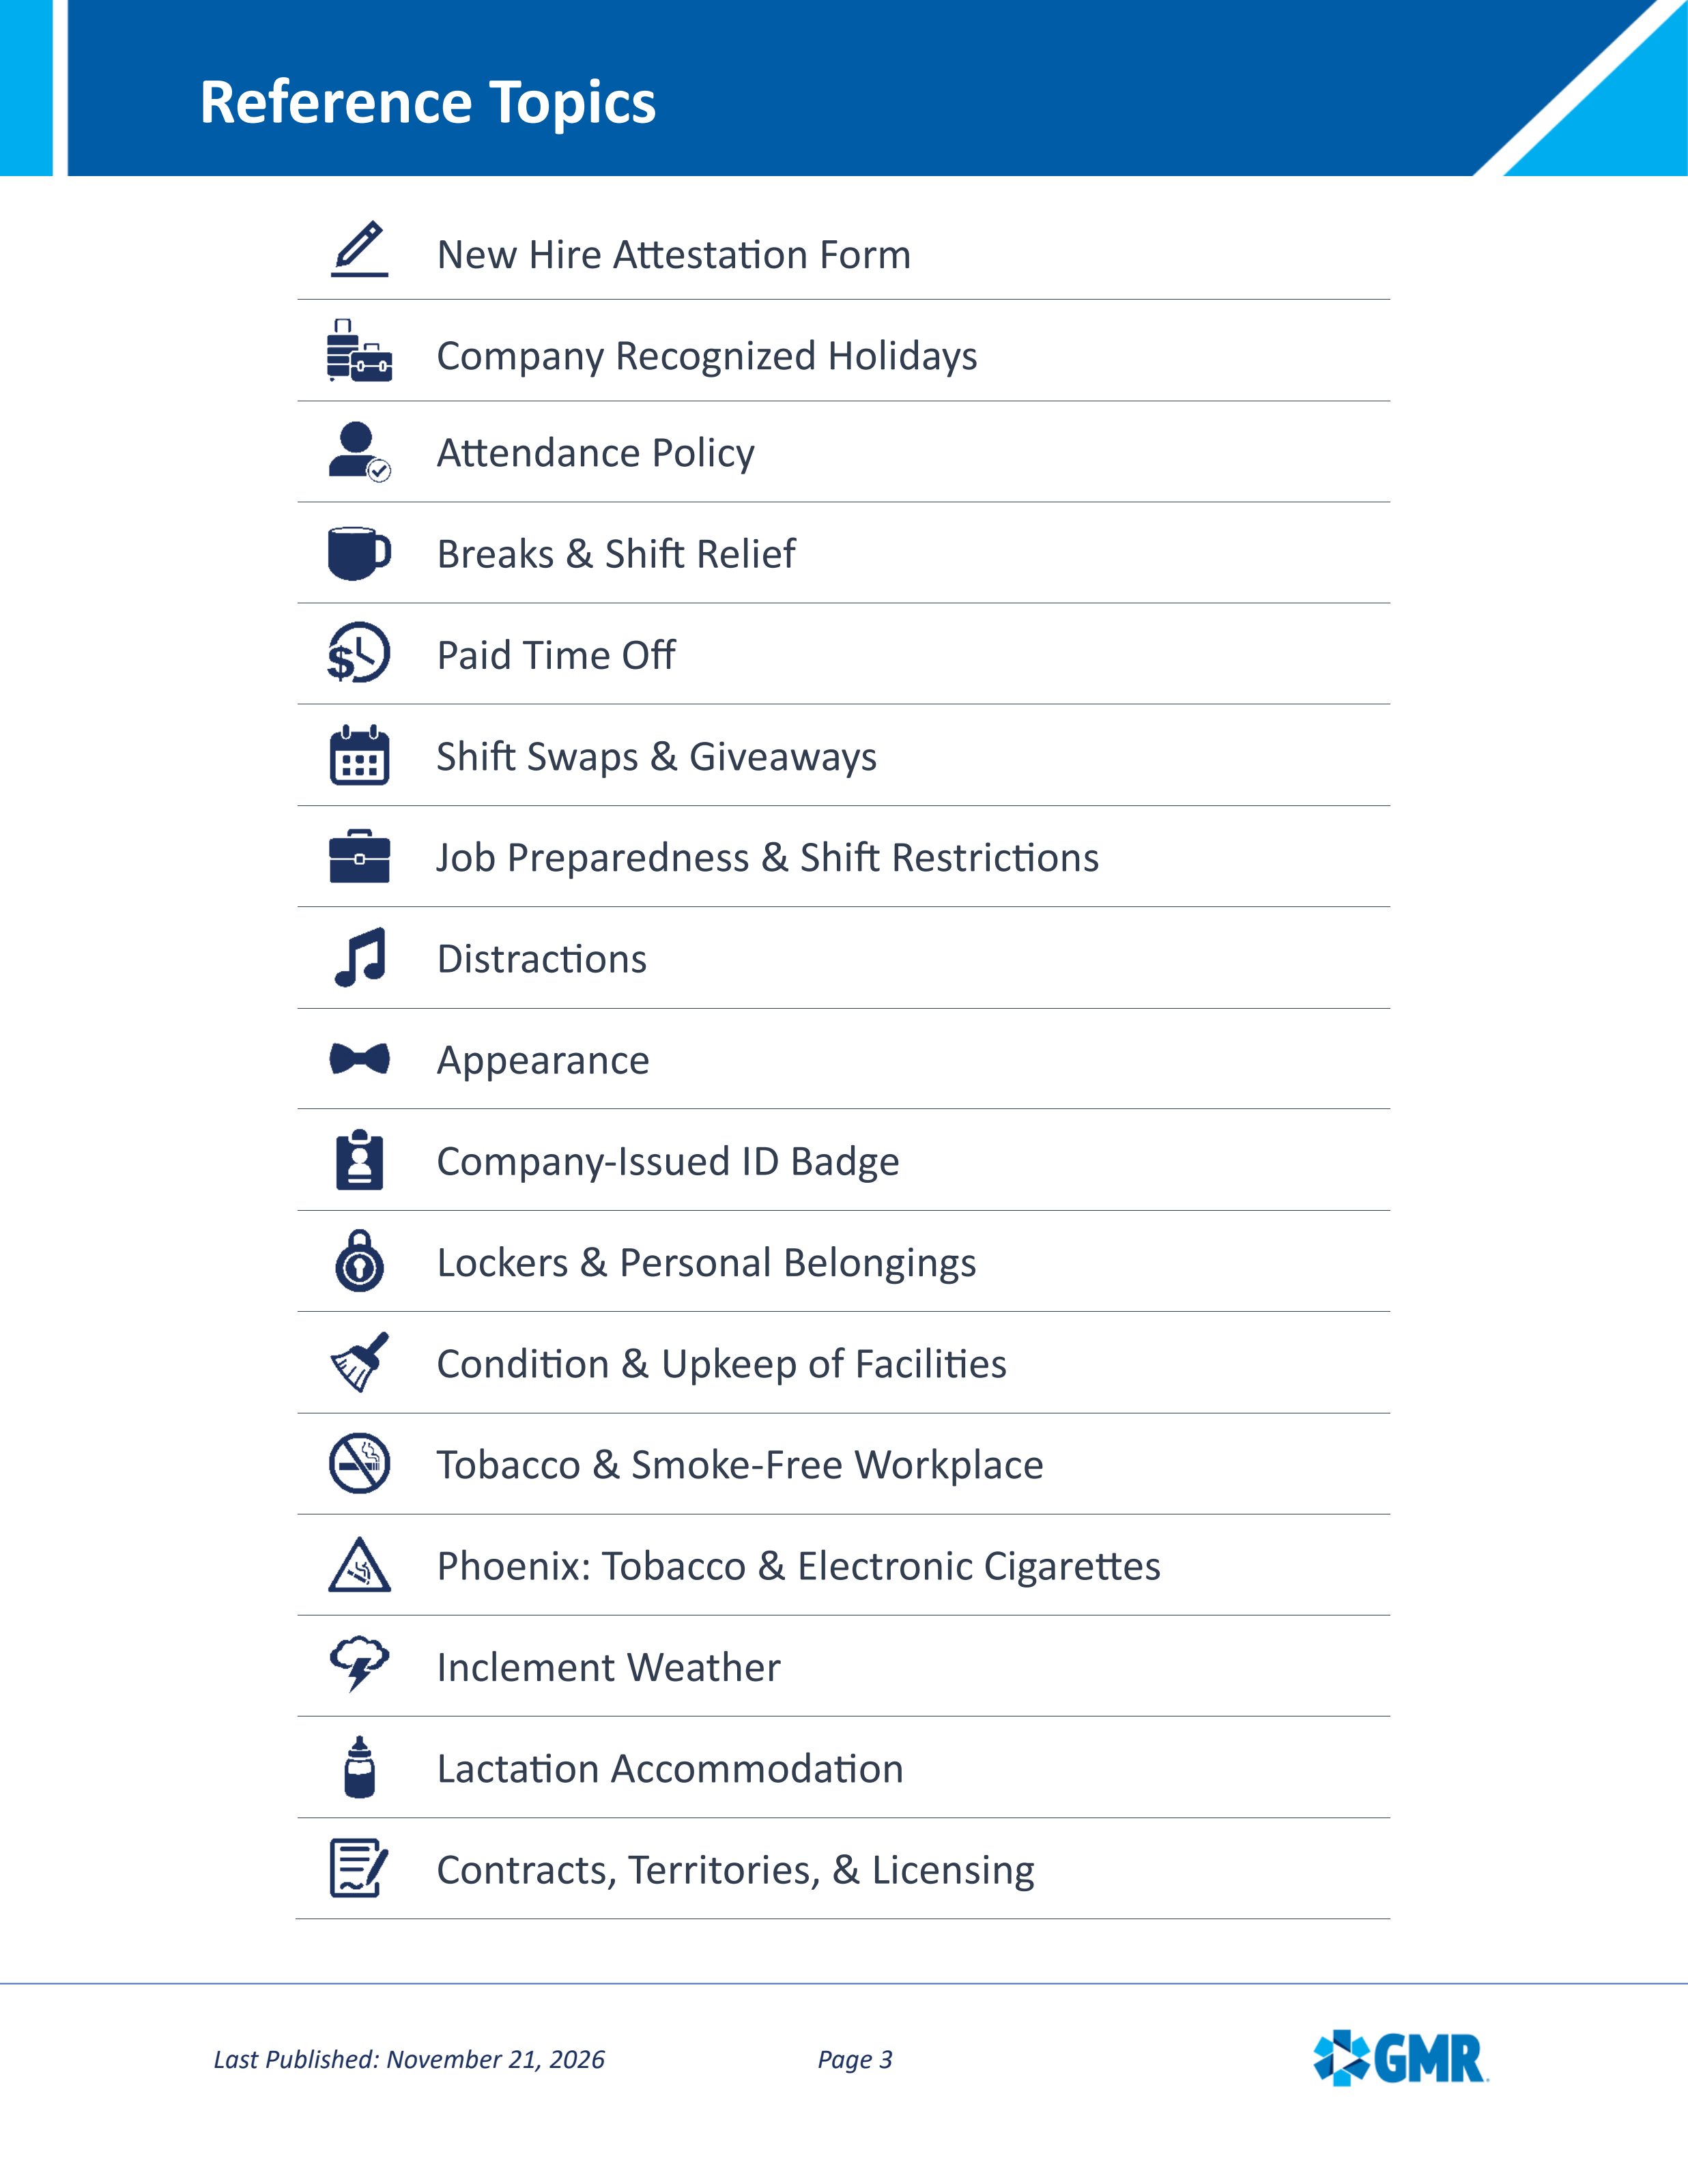 Reference Topics
New Hire Attestation Form
Company Recognized Holidays
Attendance Policy
Breaks & Shift Relief
Paid Time Off
Shift Swaps & Giveaways
Job Preparedness & Shift Restrictions
Distractions
Appearance
Company-Issued ID Badge
Lockers & Personal Belongings
Condition & Upkeep of Facilities
Tobacco & Smoke-Free Workplace
Phoenix: Tobacco & Electronic Cigarettes
Inclement Weather
Lactation Accommodation
Contracts, Territories, & Licensing
Last Published: November 21, 2026
Page 3
GMR